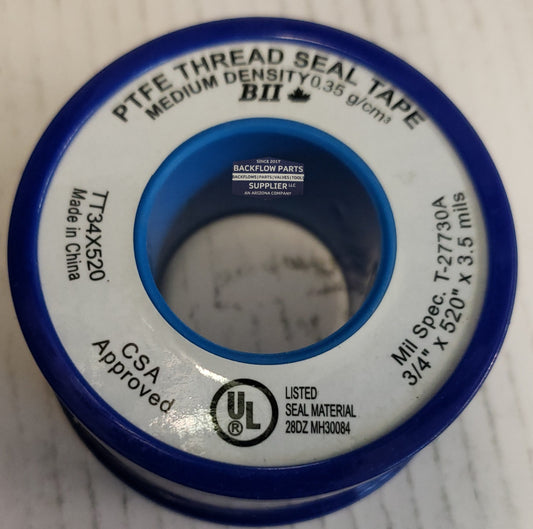 PTFE THREAD SEAL TAPE
MEDIUM DENSITY 0.35 g/cm³
BII
SINCE 2017
BACKFLOW PARTS
BACKFLOWS|PARTS|VALVES|TOOLS
SUPPLIER LLC
AN ARIZONA COMPANY
TT34X520
Made in China
Mil Spec. T-27730A
3/4" x 520" x 3.5 mils
CSA
Approved
UL
®
LISTED
SEAL MATERIAL
28DZ MH30084